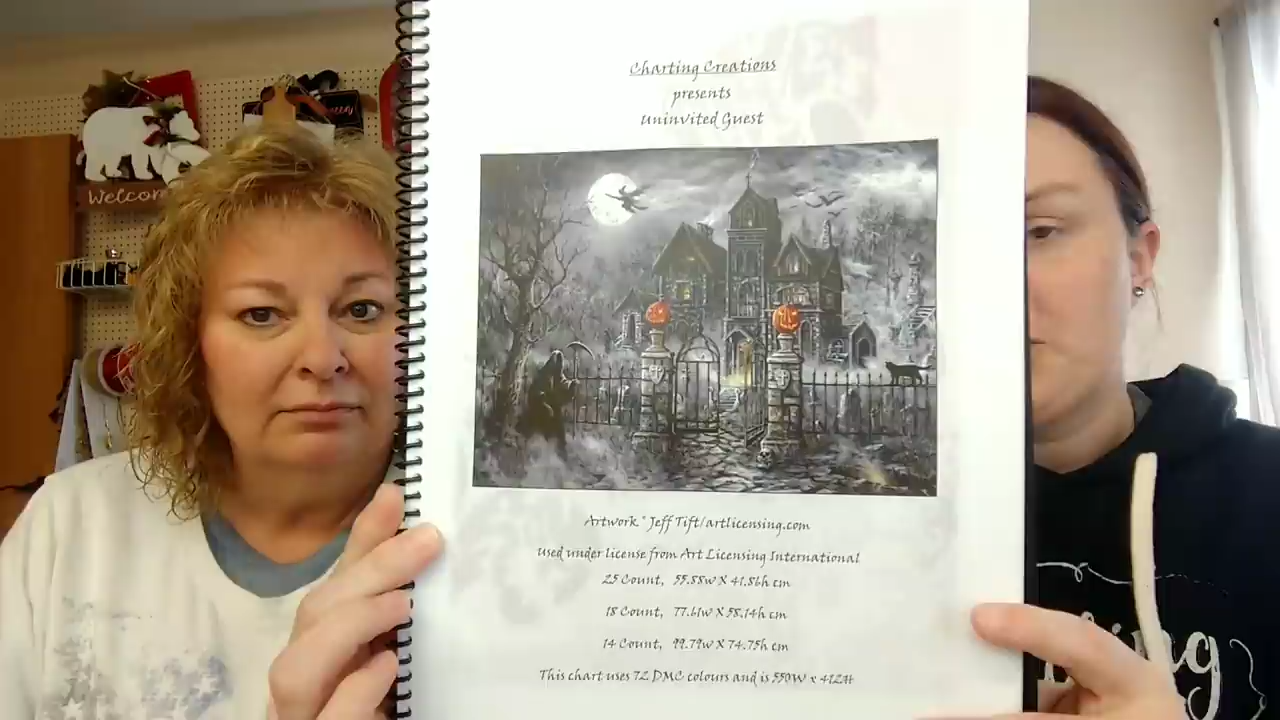 Charting Creations
presents
Uninvited Guest
Welcom
Artwork ° Jeff Tift/artlicensing.com
used under license from Art Licensing International
25 Count, 55.88w X 41.86h cm
18 Count, 77.61w X 58.14h cm
14 Count, 99.79w X 74.75h cm
This chart uses 72 DMC colours and is 550W x 412H